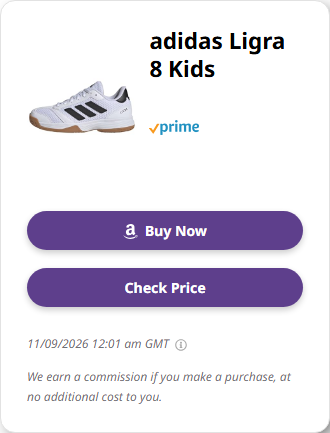 adidas Ligra
8 Kids
prime
Buy Now
Check Price
11/09/2026 12:01 am GMT
We earn a commission if you make a purchase, at
no additional cost to you.